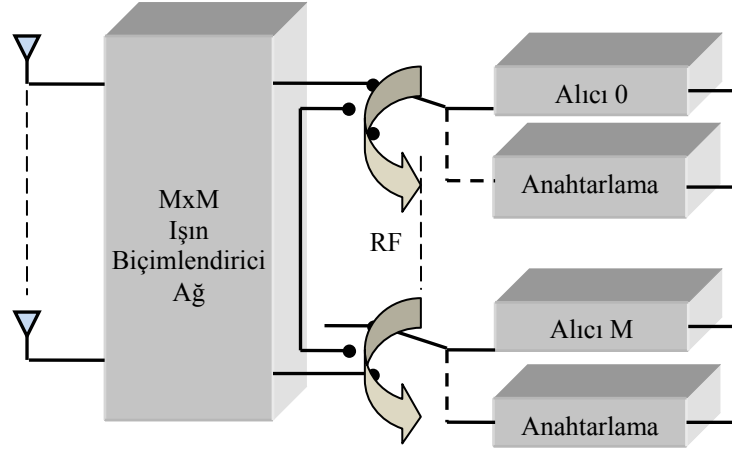 Alıcı 0
Anahtarlama
MxM
Işın
Biçimlendirici
Ağ
RF
Alıcı M
Anahtarlama